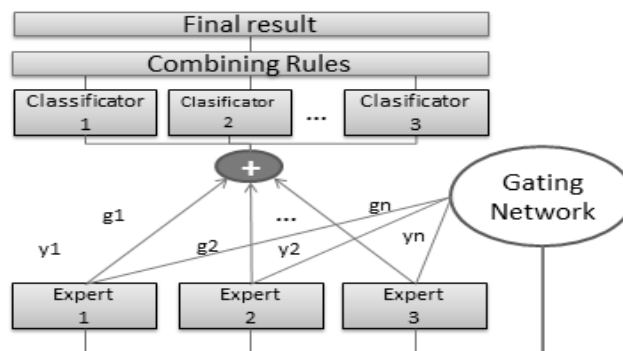 Final result
Combining Rules
Classificator
1
Clasificator
2
...
Clasificator
3
+
Gating
Network
g1
...
gn
y1
g2
y2
yn
Expert
1
Expert
2
Expert
3